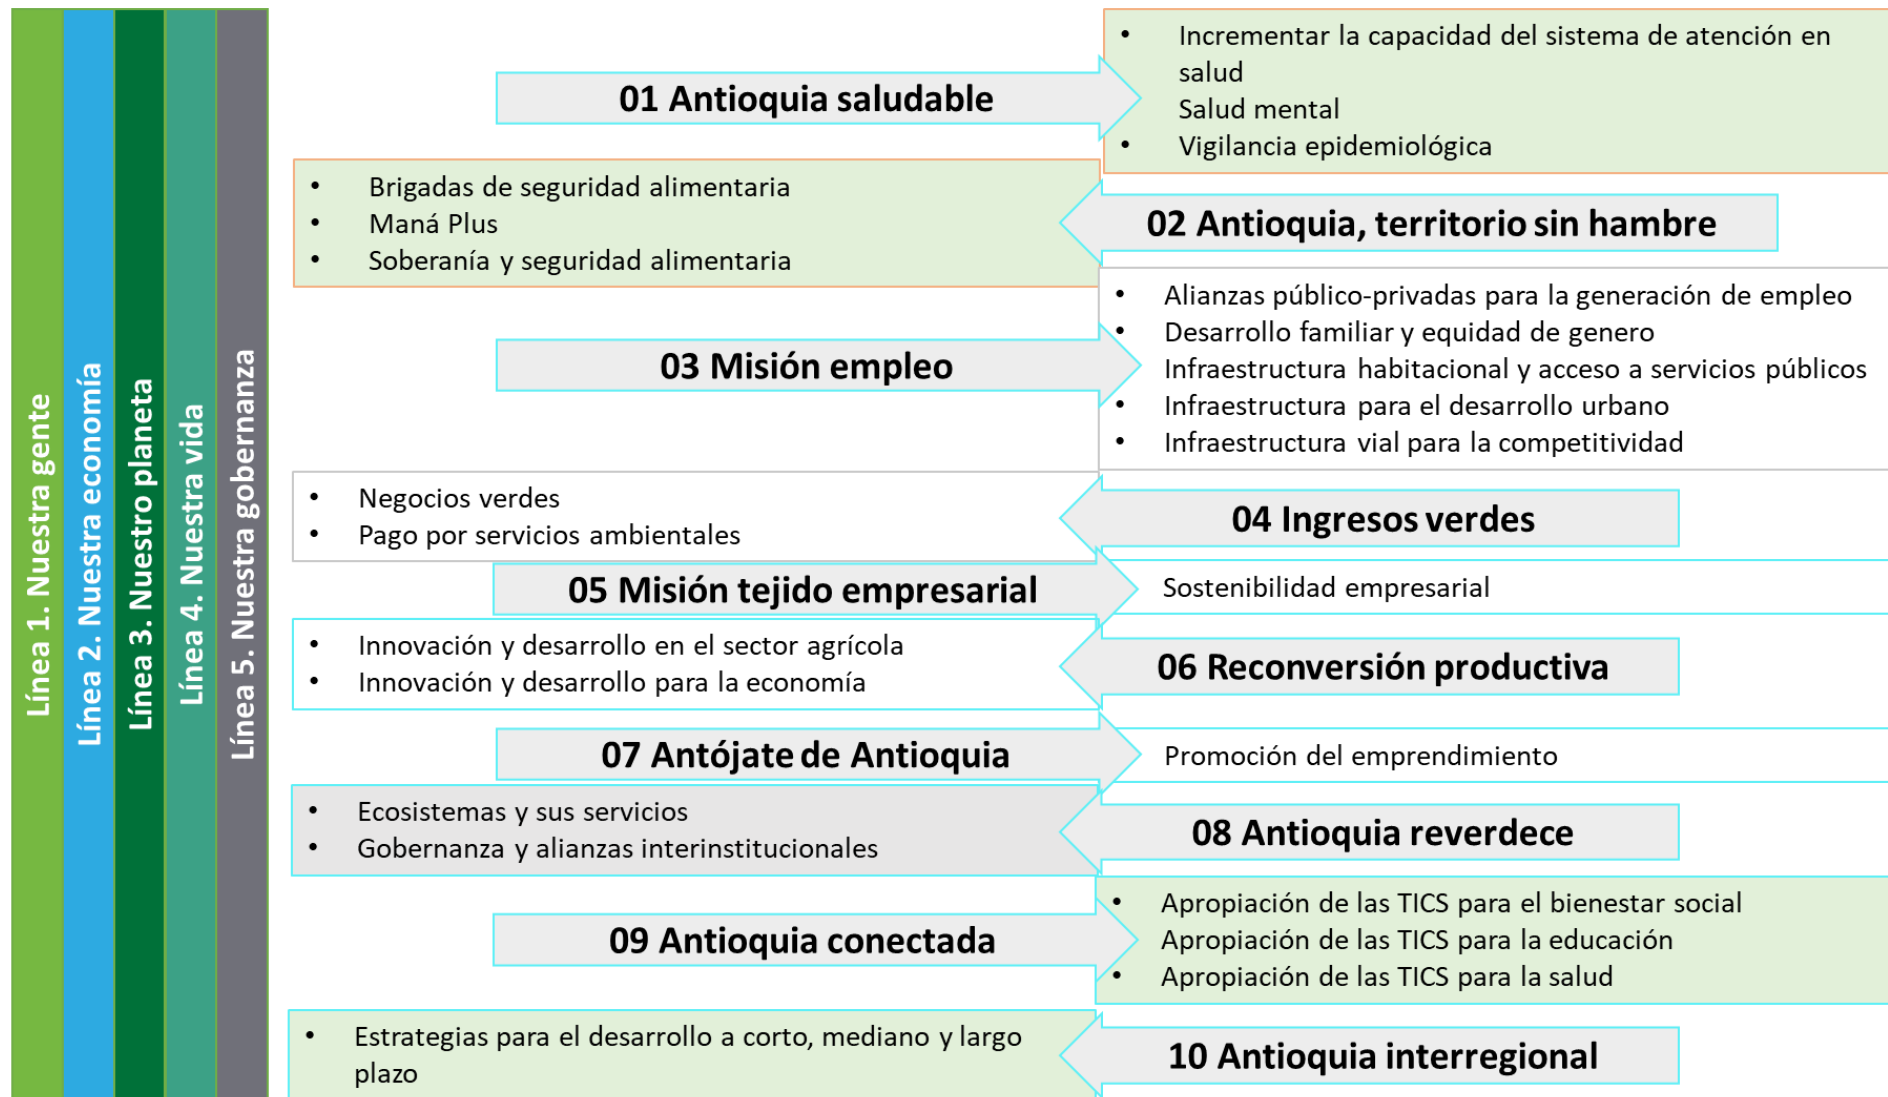 Línea 1. Nuestra gente
Línea 2. Nuestra economía
Línea 3. Nuestro planeta
Línea 4. Nuestra vida
Línea 5. Nuestra gobernanza
01 Antioquia saludable
• Incrementar la capacidad del sistema de atención en
salud
Salud mental
• Vigilancia epidemiológica
02 Antioquia, territorio sin hambre
• Brigadas de seguridad alimentaria
• Maná Plus
• Soberanía y seguridad alimentaria
03 Misión empleo
• Alianzas público-privadas para la generación de empleo
• Desarrollo familiar y equidad de genero
Infraestructura habitacional y acceso a servicios públicos
• Infraestructura para el desarrollo urbano
• Infraestructura vial para la competitividad
04 Ingresos verdes
• Negocios verdes
• Pago por servicios ambientales
05 Misión tejido empresarial
Sostenibilidad empresarial
06 Reconversión productiva
• Innovación y desarrollo en el sector agrícola
• Innovación y desarrollo para la economía
07 Antójate de Antioquia
Promoción del emprendimiento
08 Antioquia reverdece
• Ecosistemas y sus servicios
• Gobernanza y alianzas interinstitucionales
09 Antioquia conectada
• Apropiación de las TICS para el bienestar social
Apropiación de las TICS para la educación
• Apropiación de las TICS para la salud
10 Antioquia interregional
• Estrategias para el desarrollo a corto, mediano y largo
plazo